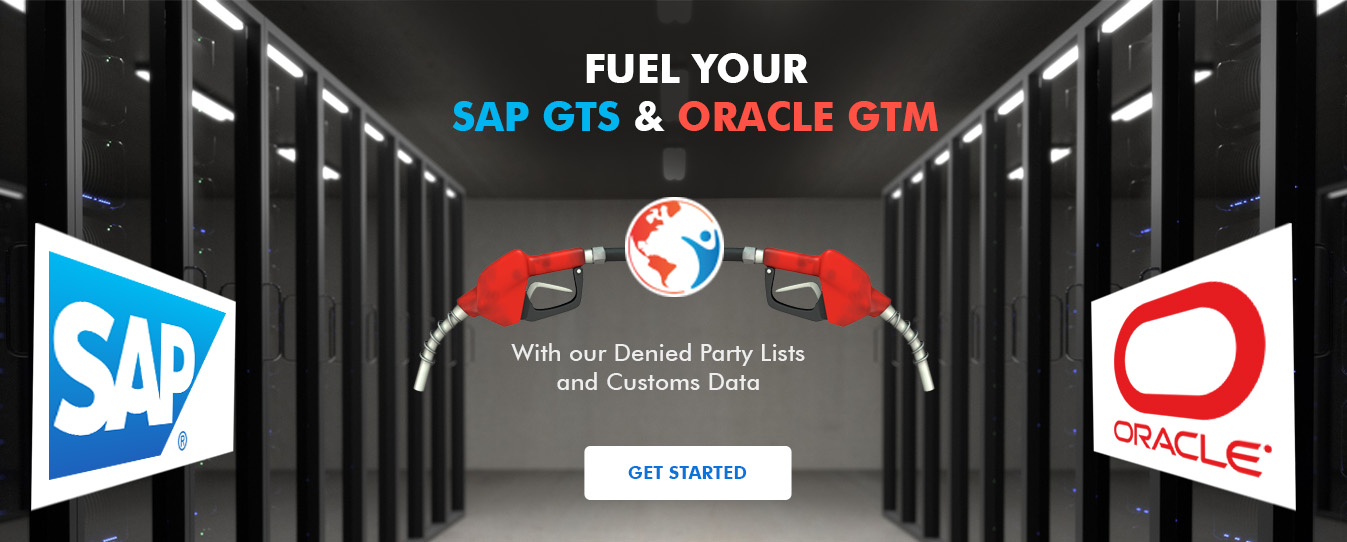 FUEL YOUR
SAP GTS & ORACLE GTM
With our Denied Party Lists
and Customs Data
GET STARTED
SAP®
ORACLE